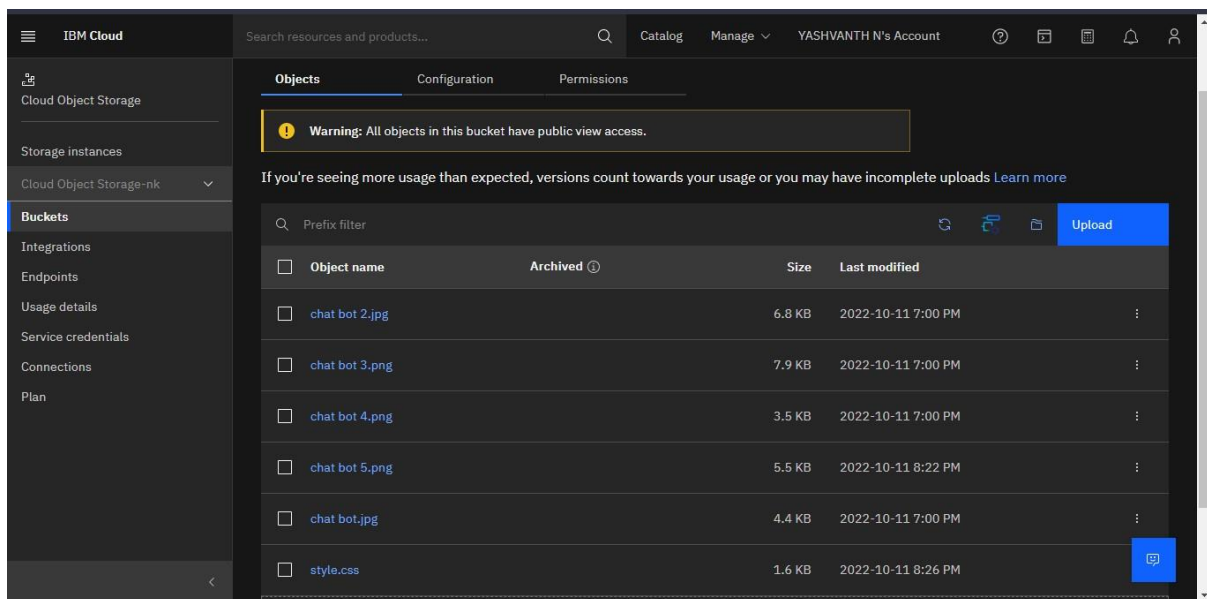 IBM Cloud
Search resources and products...
Catalog
Manage
YASHVANTH N's Account
Cloud Object Storage
Storage instances
Cloud Object Storage-nk
Buckets
Integrations
Endpoints
Usage details
Service credentials
Connections
Plan
Objects
Configuration
Permissions
Warning: All objects in this bucket have public view access.
If you're seeing more usage than expected, versions count towards your usage or you may have incomplete uploads Learn more
Prefix filter
Upload
Object name Archived Size Last modified
chat bot 2.jpg 6.8 KB 2022-10-11 7:00 PM
chat bot 3.png 7.9 KB 2022-10-11 7:00 PM
chat bot 4.png 3.5 KB 2022-10-11 7:00 PM
chat bot 5.png 5.5 KB 2022-10-11 8:22 PM
chat bot.jpg 4.4 KB 2022-10-11 7:00 PM
style.css 1.6 KB 2022-10-11 8:26 PM